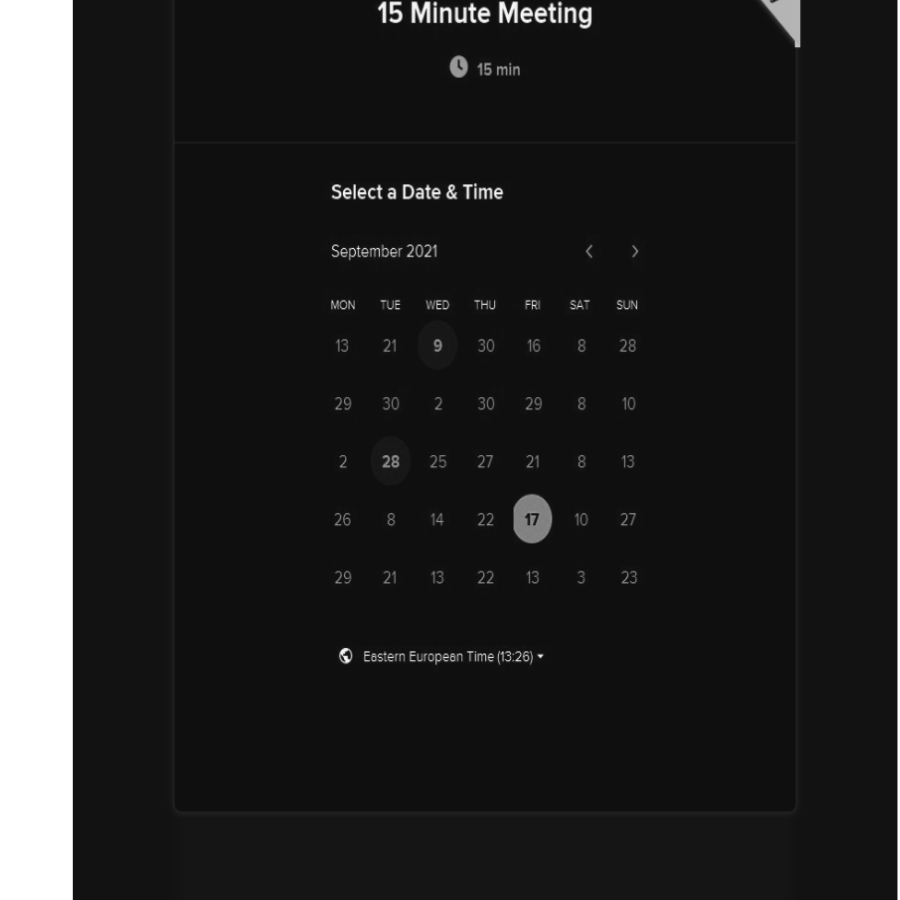 15 Minute Meeting
15 min
Select a Date & Time
September 2021
MON TUE WED THU FRI SAT SUN
13 21 9 30 16 8 28
29 30 2 30 29 8 10
2 28 25 27 21 8 13
26 8 14 22 17 10 27
29 21 13 22 13 3 23
Eastern European Time (13:26)